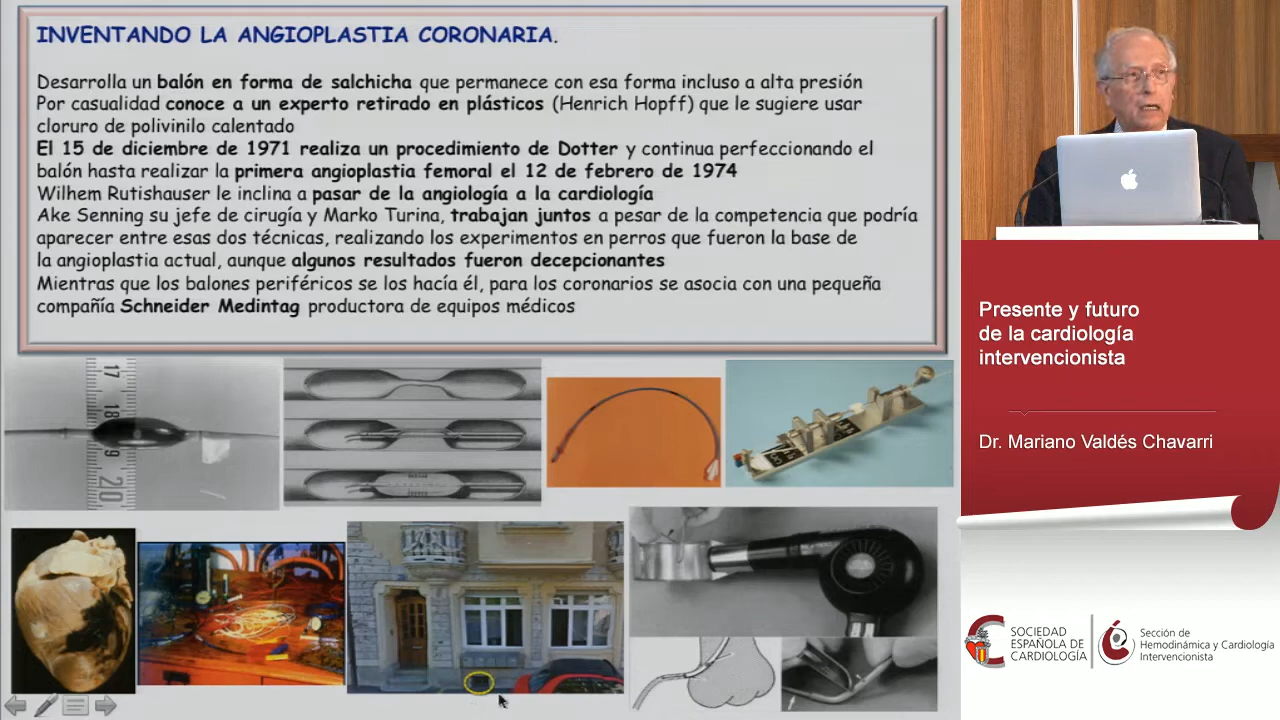 INVENTANDO LA ANGIOPLASTIA CORONARIA.
Desarrolla un balón en forma de salchicha que permanece con esa forma incluso a alta presión
Por casualidad conoce a un experto retirado en plásticos (Henrich Hopff) que le sugiere usar
cloruro de polivinilo calentado
El 15 de diciembre de 1971 realiza un procedimiento de Dotter y continua perfeccionando el
balón hasta realizar la primera angioplastia femoral el 12 de febrero de 1974
Wilhem Rutishauser le inclina a pasar de la angiología a la cardiología
Ake Senning su jefe de cirugía y Marko Turina, trabajan juntos a pesar de la competencia que podría
aparecer entre esas dos técnicas, realizando los experimentos en perros que fueron la base de
la angioplastia actual, aunque algunos resultados fueron decepcionantes
Mientras que los balones periféricos se los hacía él, para los coronarios se asocia con una pequeña
compañía Schneider Medintag productora de equipos médicos
17
18
20
Presente y futuro
de la cardiología
intervencionista
Dr. Mariano Valdés Chavarri
SOCIEDAD
ESPAÑOLA DE
CARDIOLOGÍA
Sección de
Hemodinámica y Cardiología
Intervencionista